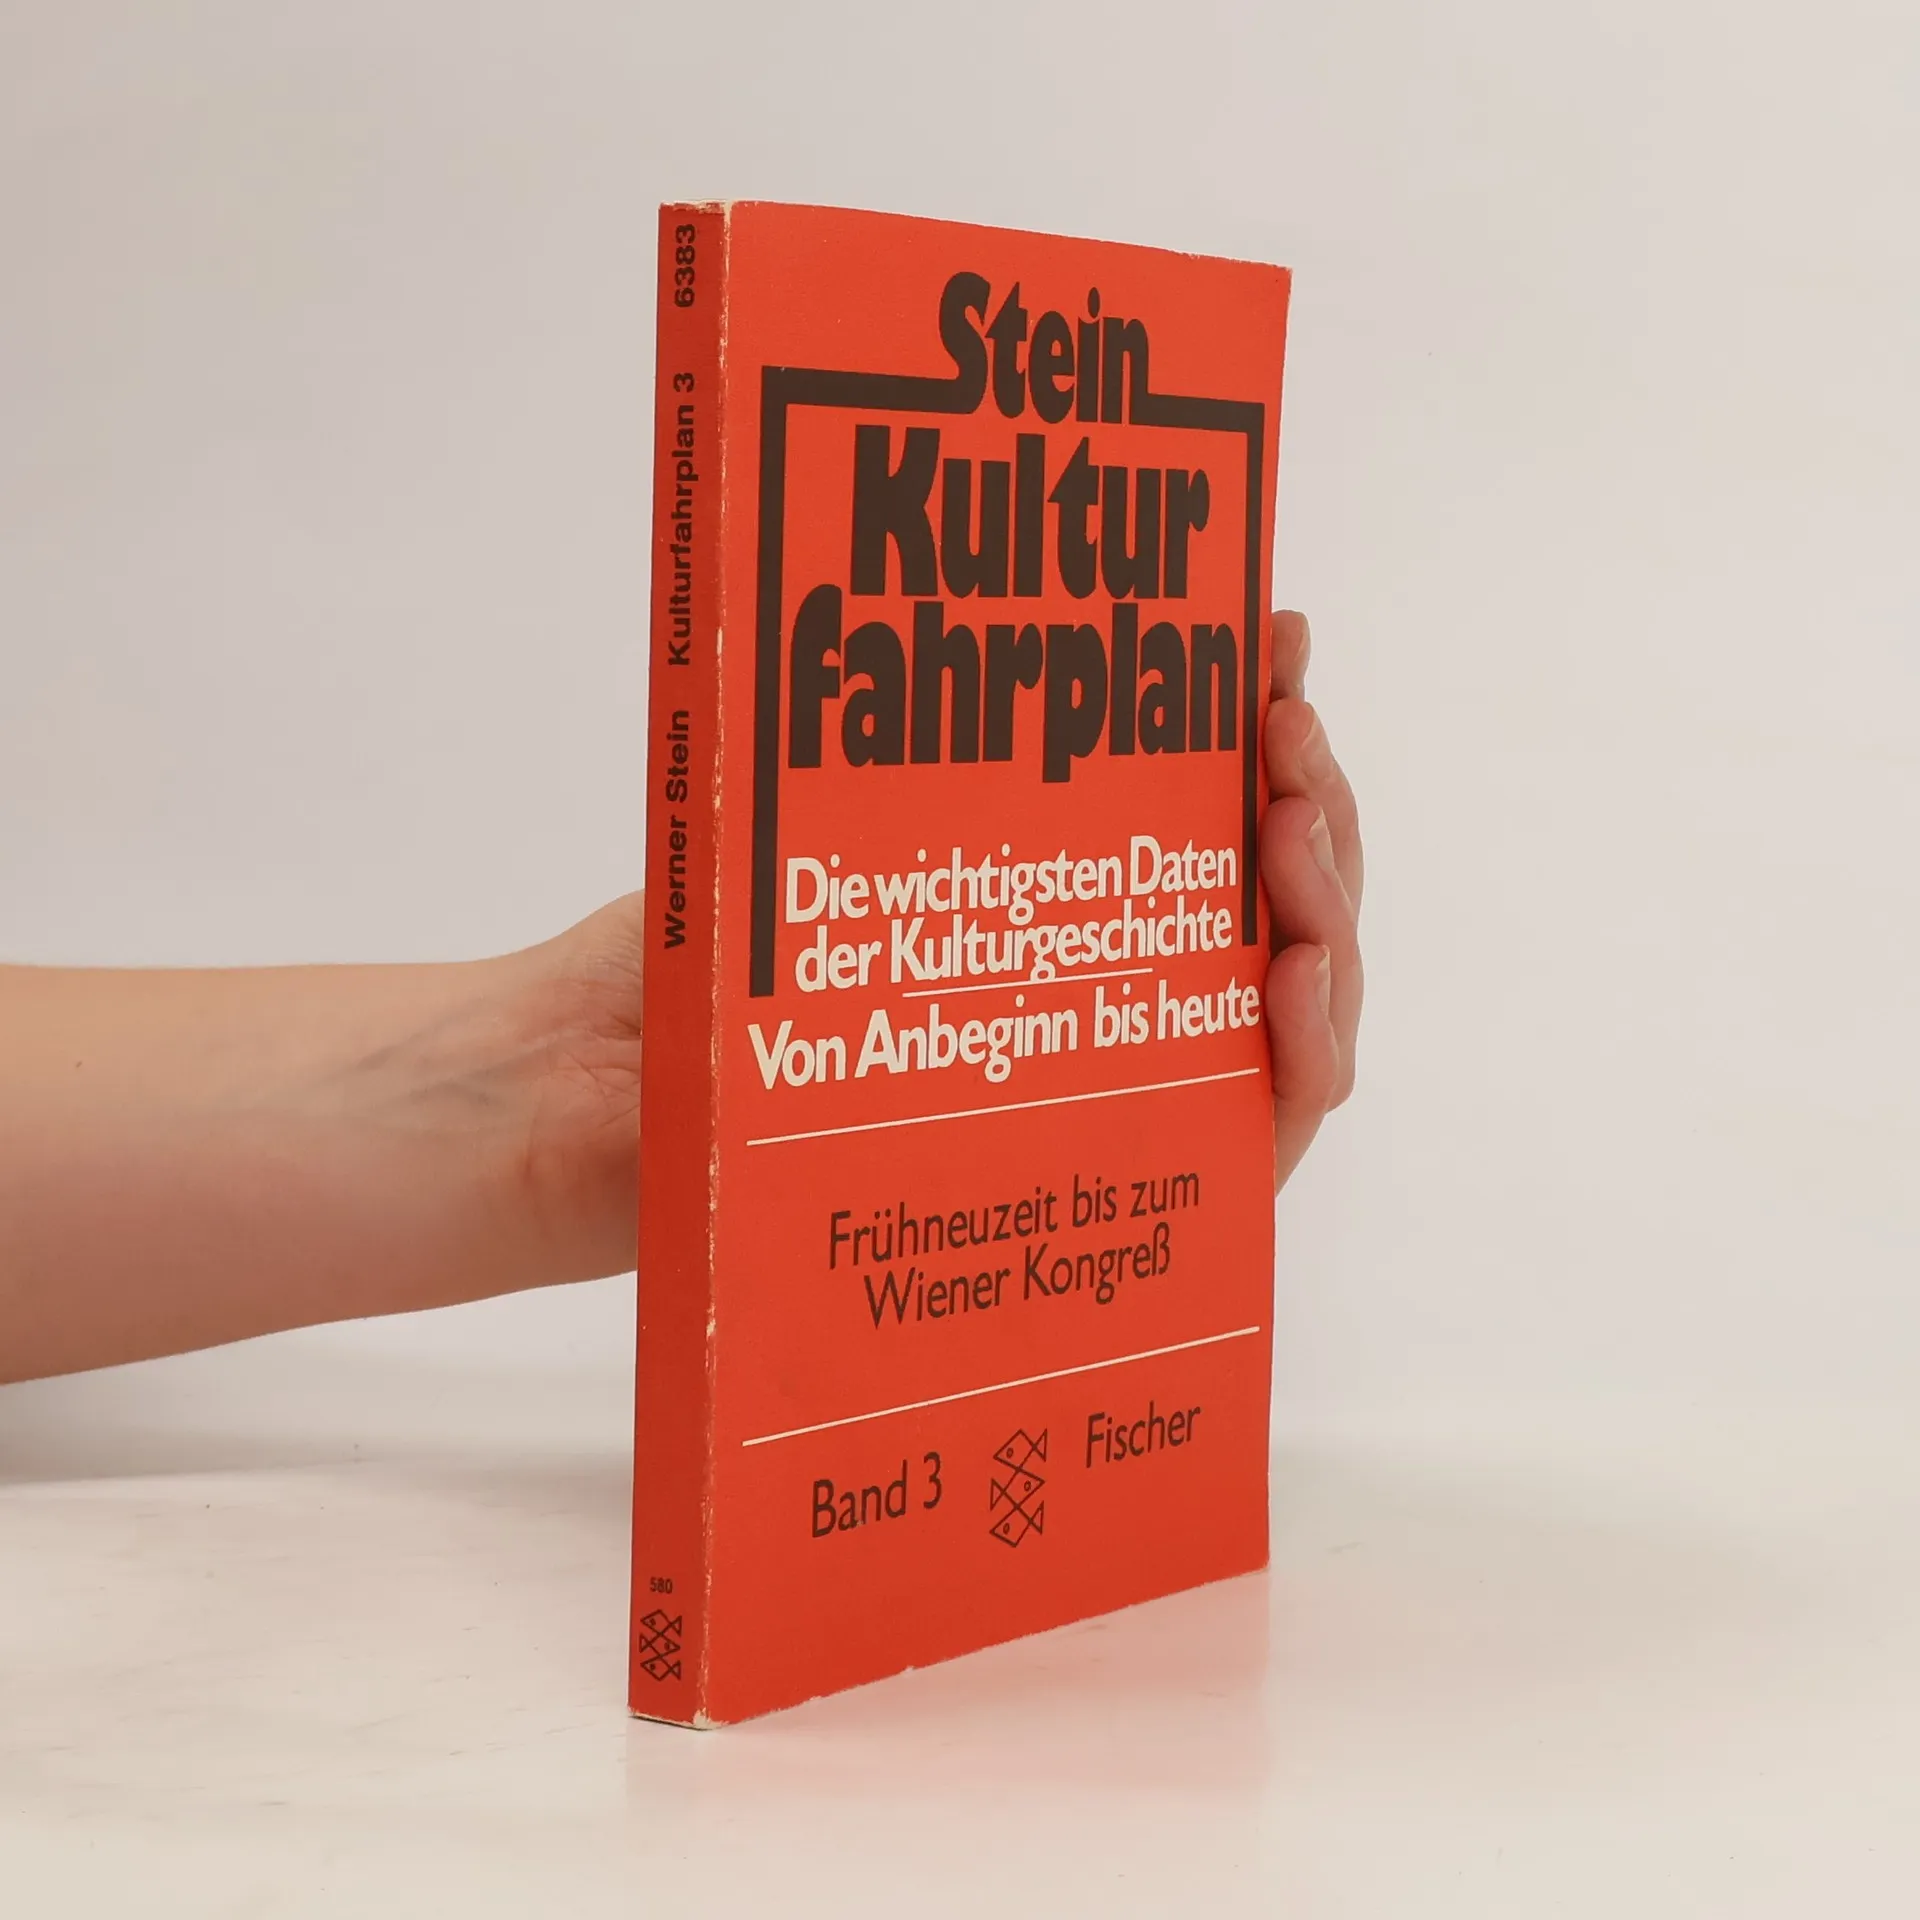 Stein
Kultur
fahrplan
Die wichtigsten Daten
der Kulturgeschichte
Von Anbeginn bis heute
Frühneuzeit bis zum
Wiener Kongreß
Band 3
Fischer
Werner Stein Kulturfahrplan 3 6383
580